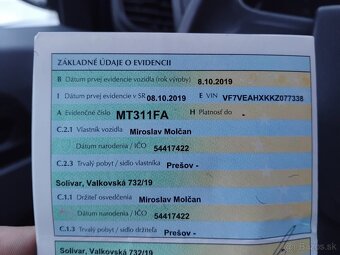 ZÁKLADNÉ ÚDAJE O EVIDENCII
B Dátum prvej evidencie vozidla (rok výroby) 8.10.2019
I Dátum prvej evidencie v SR 08.10.2019 E VIN VF7VEAHXKKZ077338
A Evidenčné číslo MT311FA H Platnosť do -
C.2.1 Vlastník vozidla Miroslav Molčan
Dátum narodenia / IČO 54417422
C.2.3 Trvalý pobyt / sídlo vlastníka Prešov -
Solivar, Valkovská 732/19
C.1.1 Držiteľ osvedčenia Miroslav Molčan
Dátum narodenia / IČO 54417422
C.1.3 Trvalý pobyt / sídlo držiteľa Prešov -
Solivar, Valkovská 732/19
Bazos.sk